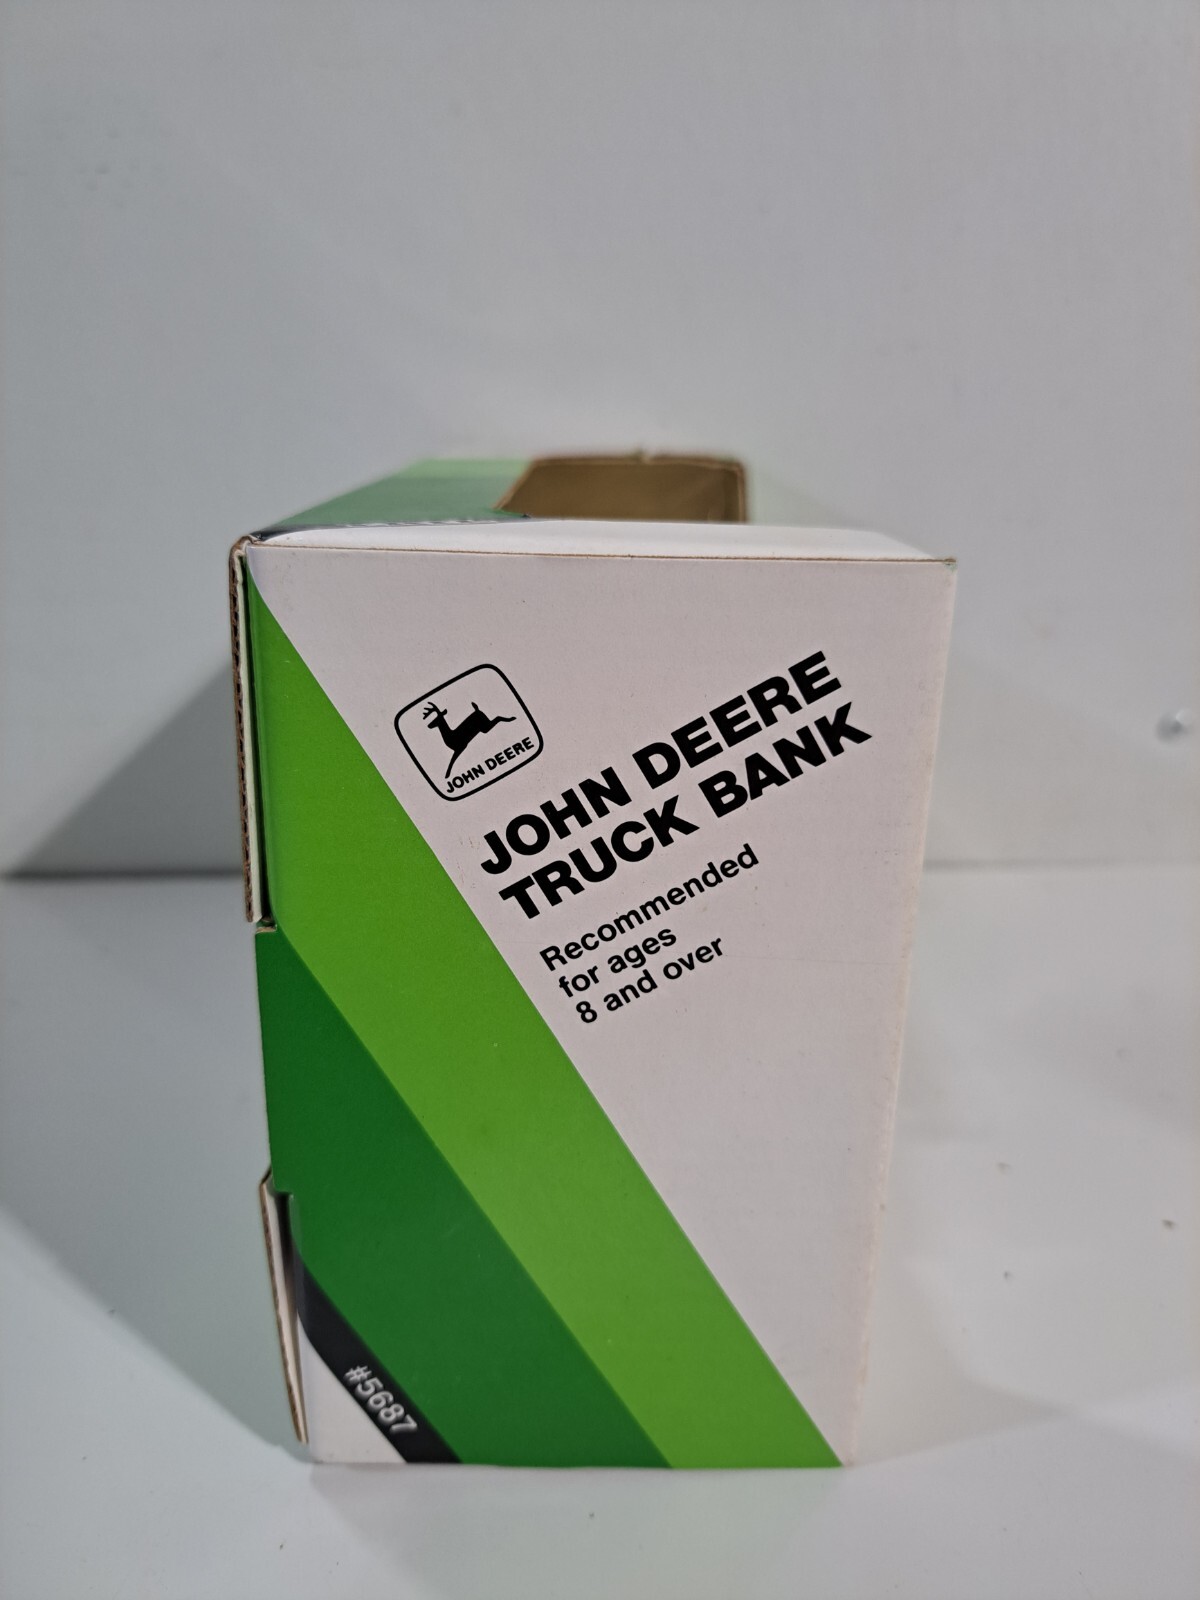 JOHN DEERE
JOHN DEERE
TRUCK BANK
Recommended
for ages
8 and over
#5687